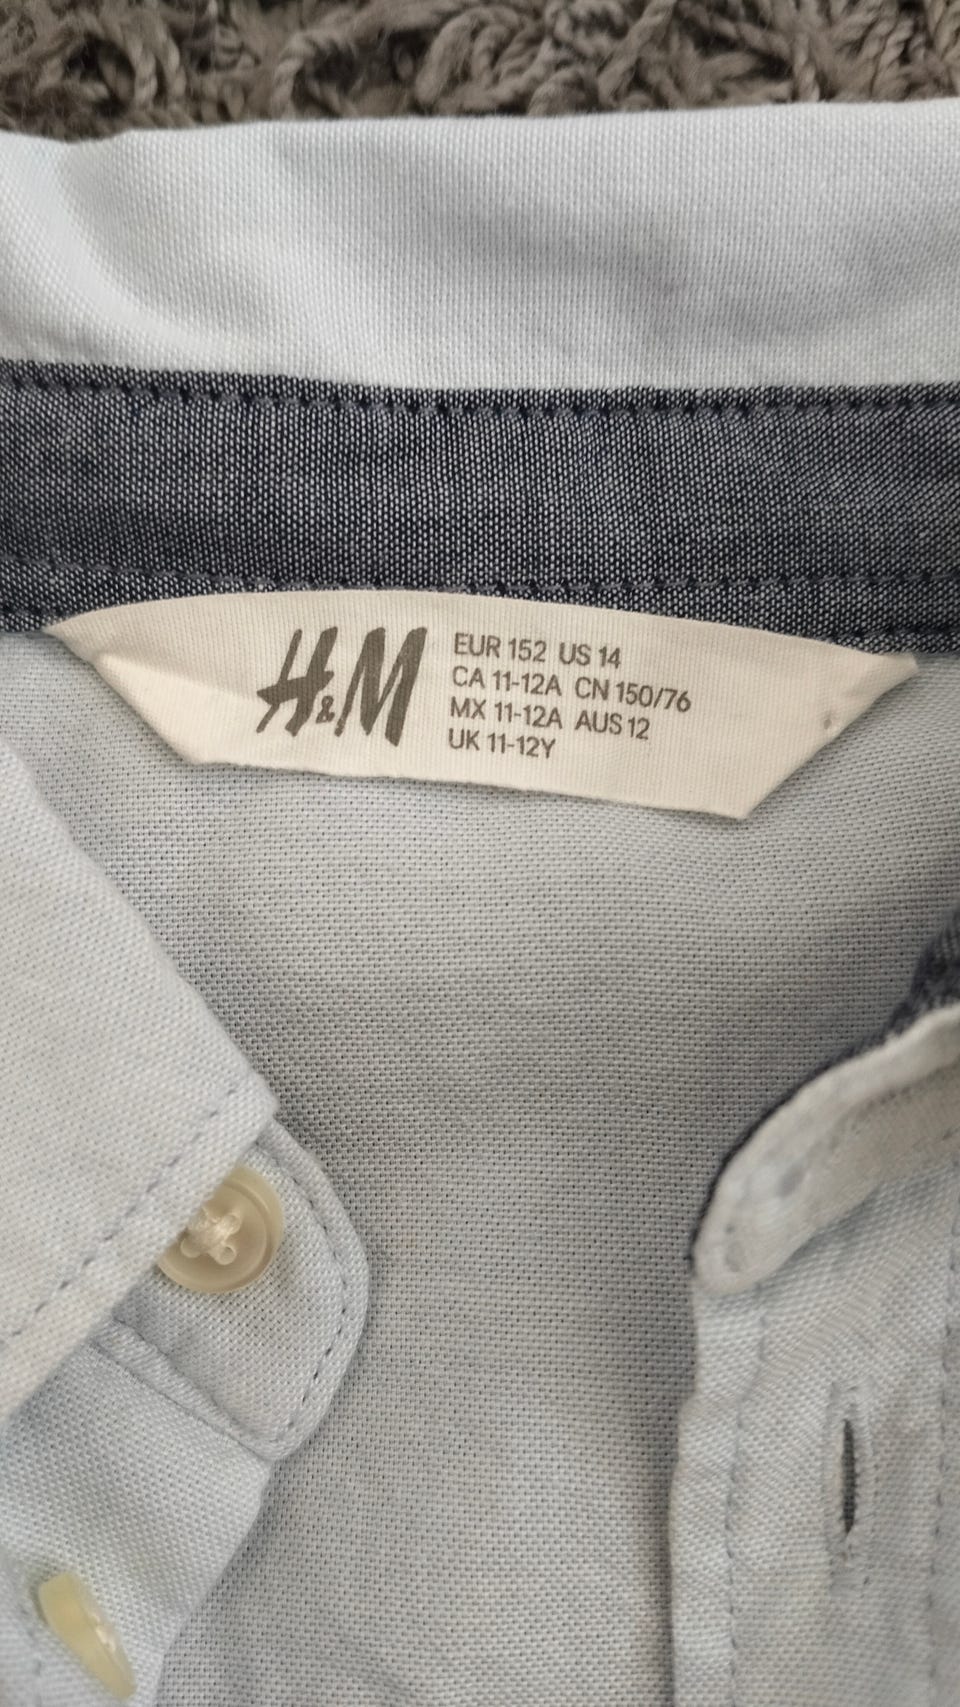 H&M
EUR 152 US 14
CA 11-12A CN 150/76
MX 11-12A AUS 12
UK 11-12Y